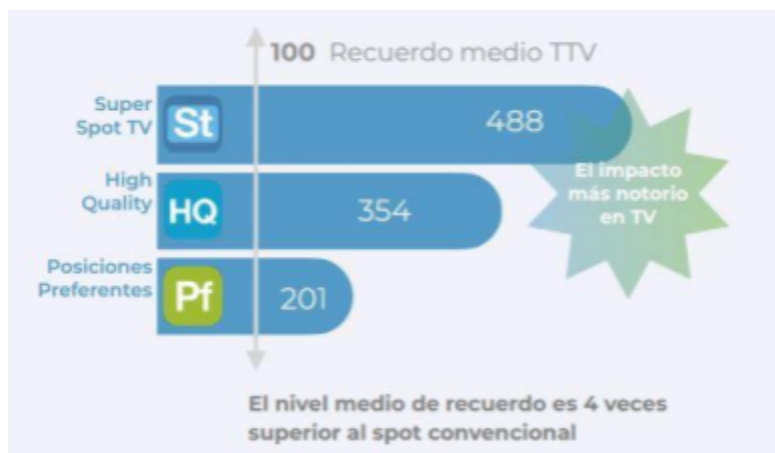 100 Recuerdo medio TTV
Super
Spot TV
St
488
High
Quality
HQ
354
El impacto
más notorio
en TV
Posiciones
Preferentes
Pf
201
El nivel medio de recuerdo es 4 veces
superior al spot convencional